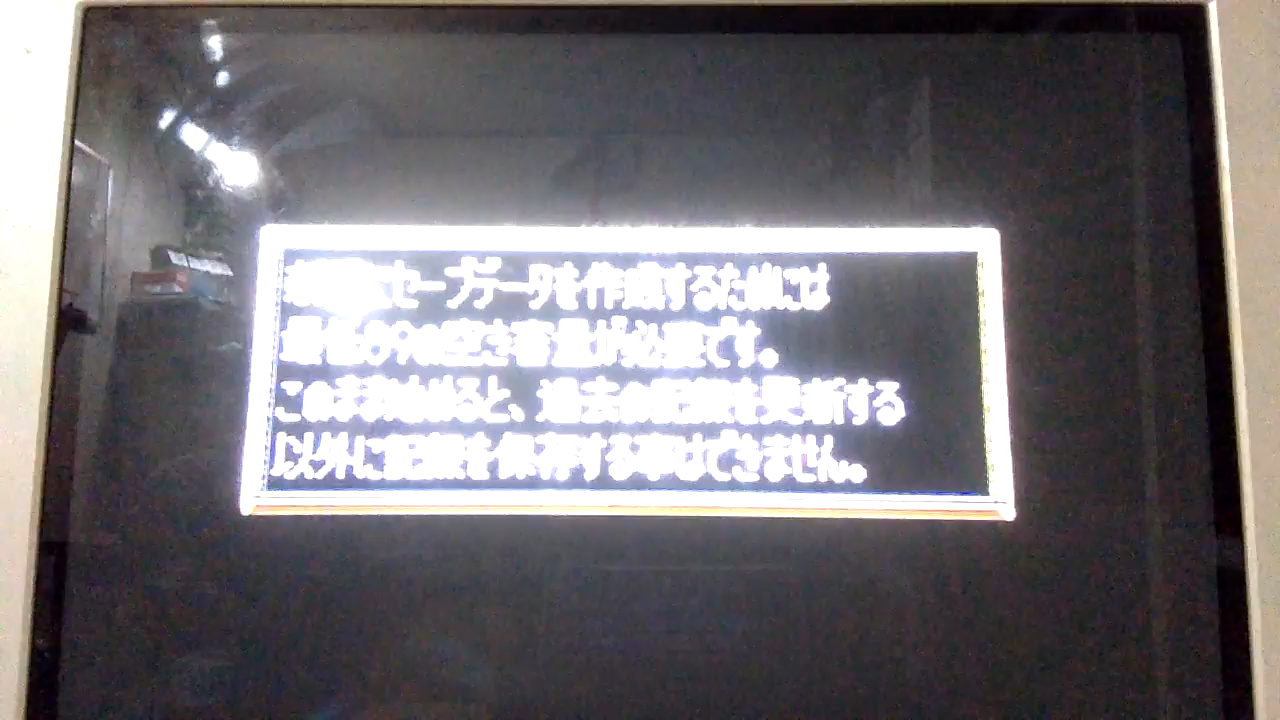 セーブデータを作成するためには
空き容量が必要です。
このまま始めると、過去の記録を更新する
以外に記録を保存する事はできません。